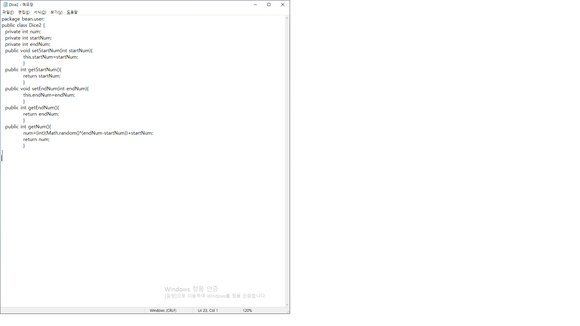 Dice2 - 메모장
파일(F) 편집(E) 서식(O) 보기(V) 도움말
package bean.user;
public class Dice2 {
private int num;
private int startNum;
private int endNum;
public void setStartNum(int startNum){
this.startNum=startNum;
}
public int getStartNum(){
return startNum;
}
public void setEndNum(int endNum){
this.endNum=endNum;
}
public int getEndNum(){
return endNum;
}
public int getNum(){
num=(int)(Math.random()*(endNum-startNum))+startNum;
return num;
}
}
Windows 정품 인증
[설정]으로 이동하여 Windows를 정품 인증합니다.
Windows (CRLF) Ln 23, Col 1 120%